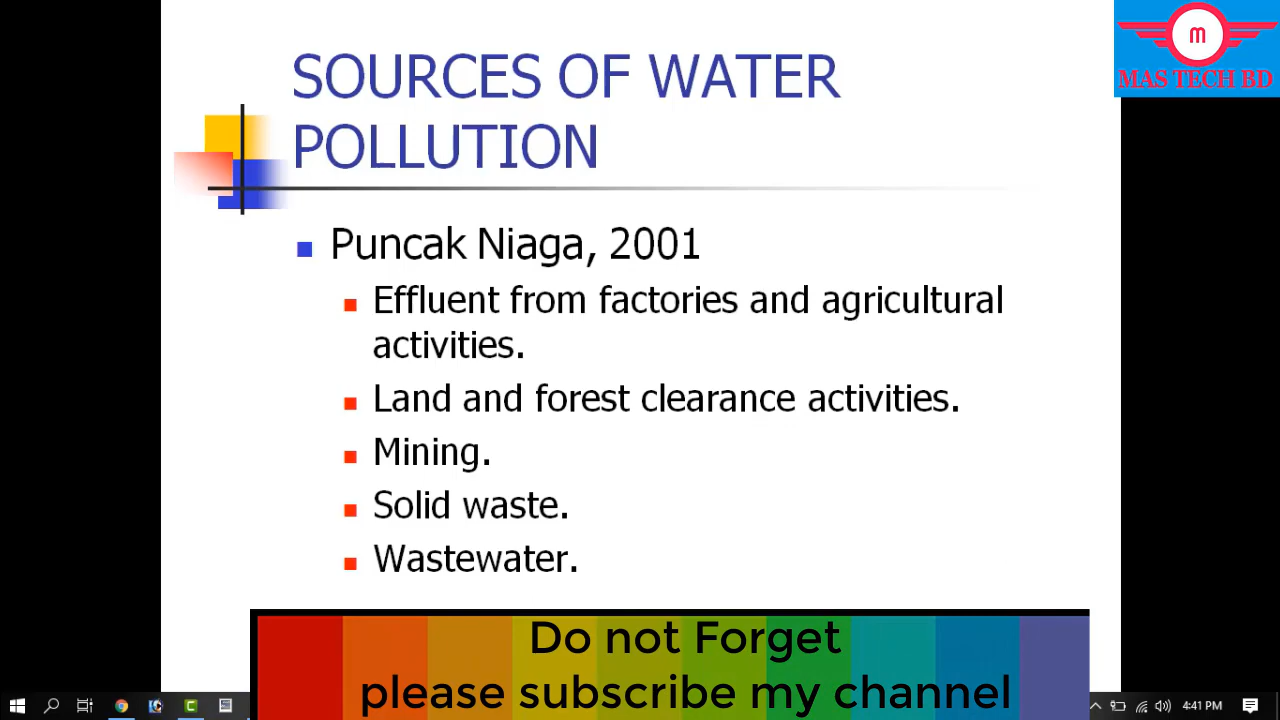 m
MAS TECH BD
SOURCES OF WATER
POLLUTION
Puncak Niaga, 2001
Effluent from factories and agricultural
activities.
Land and forest clearance activities.
Mining.
Solid waste.
Wastewater.
Do not Forget
please subscribe my channel
4:41 PM